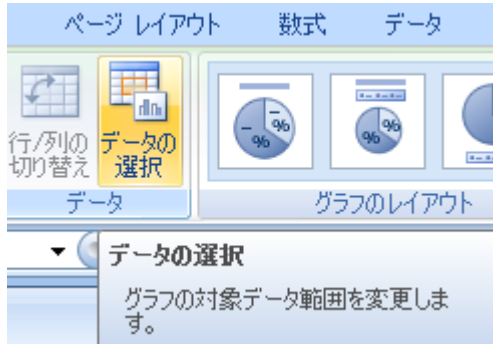 ページ レイアウト 数式 データ
行/列の 切り替え
データの 選択
データ グラフのレイアウト
データの選択
グラフの対象データ範囲を変更しま
す。